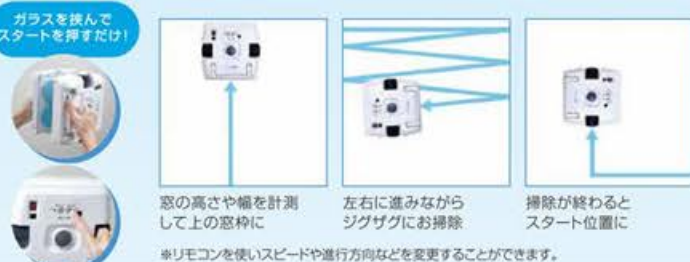 ガラスを挟んで
スタートを押すだけ!
窓の高さや幅を計測
して上の窓枠に
左右に進みながら
ジグザグにお掃除
掃除が終わると
スタート位置に
※リモコンを使いスピードや進行方向などを変更することができます。